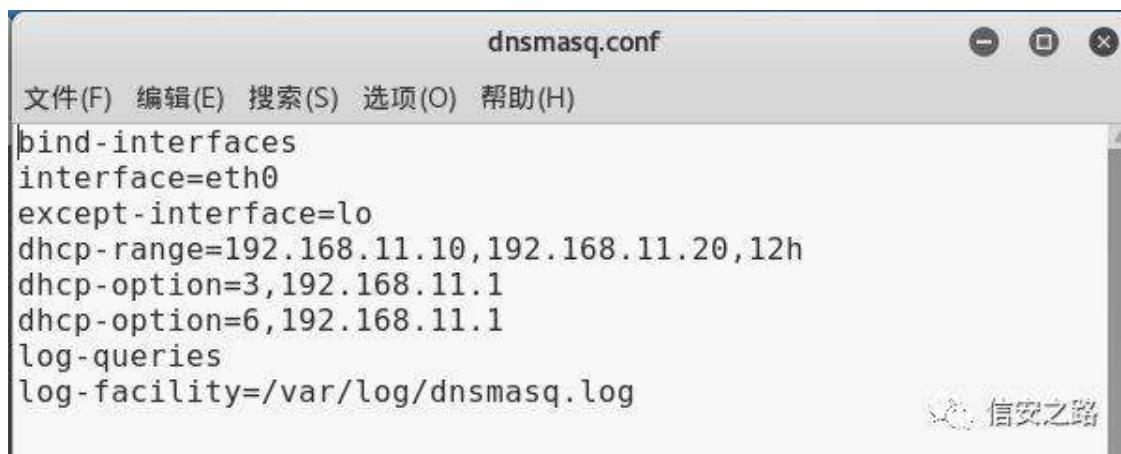 dnsmasq.conf
文件(F) 编辑(E) 搜索(S) 选项(O) 帮助(H)
bind-interfaces
interface=eth0
except-interface=lo
dhcp-range=192.168.11.10,192.168.11.20,12h
dhcp-option=3,192.168.11.1
dhcp-option=6,192.168.11.1
log-queries
log-facility=/var/log/dnsmasq.log
信安之路